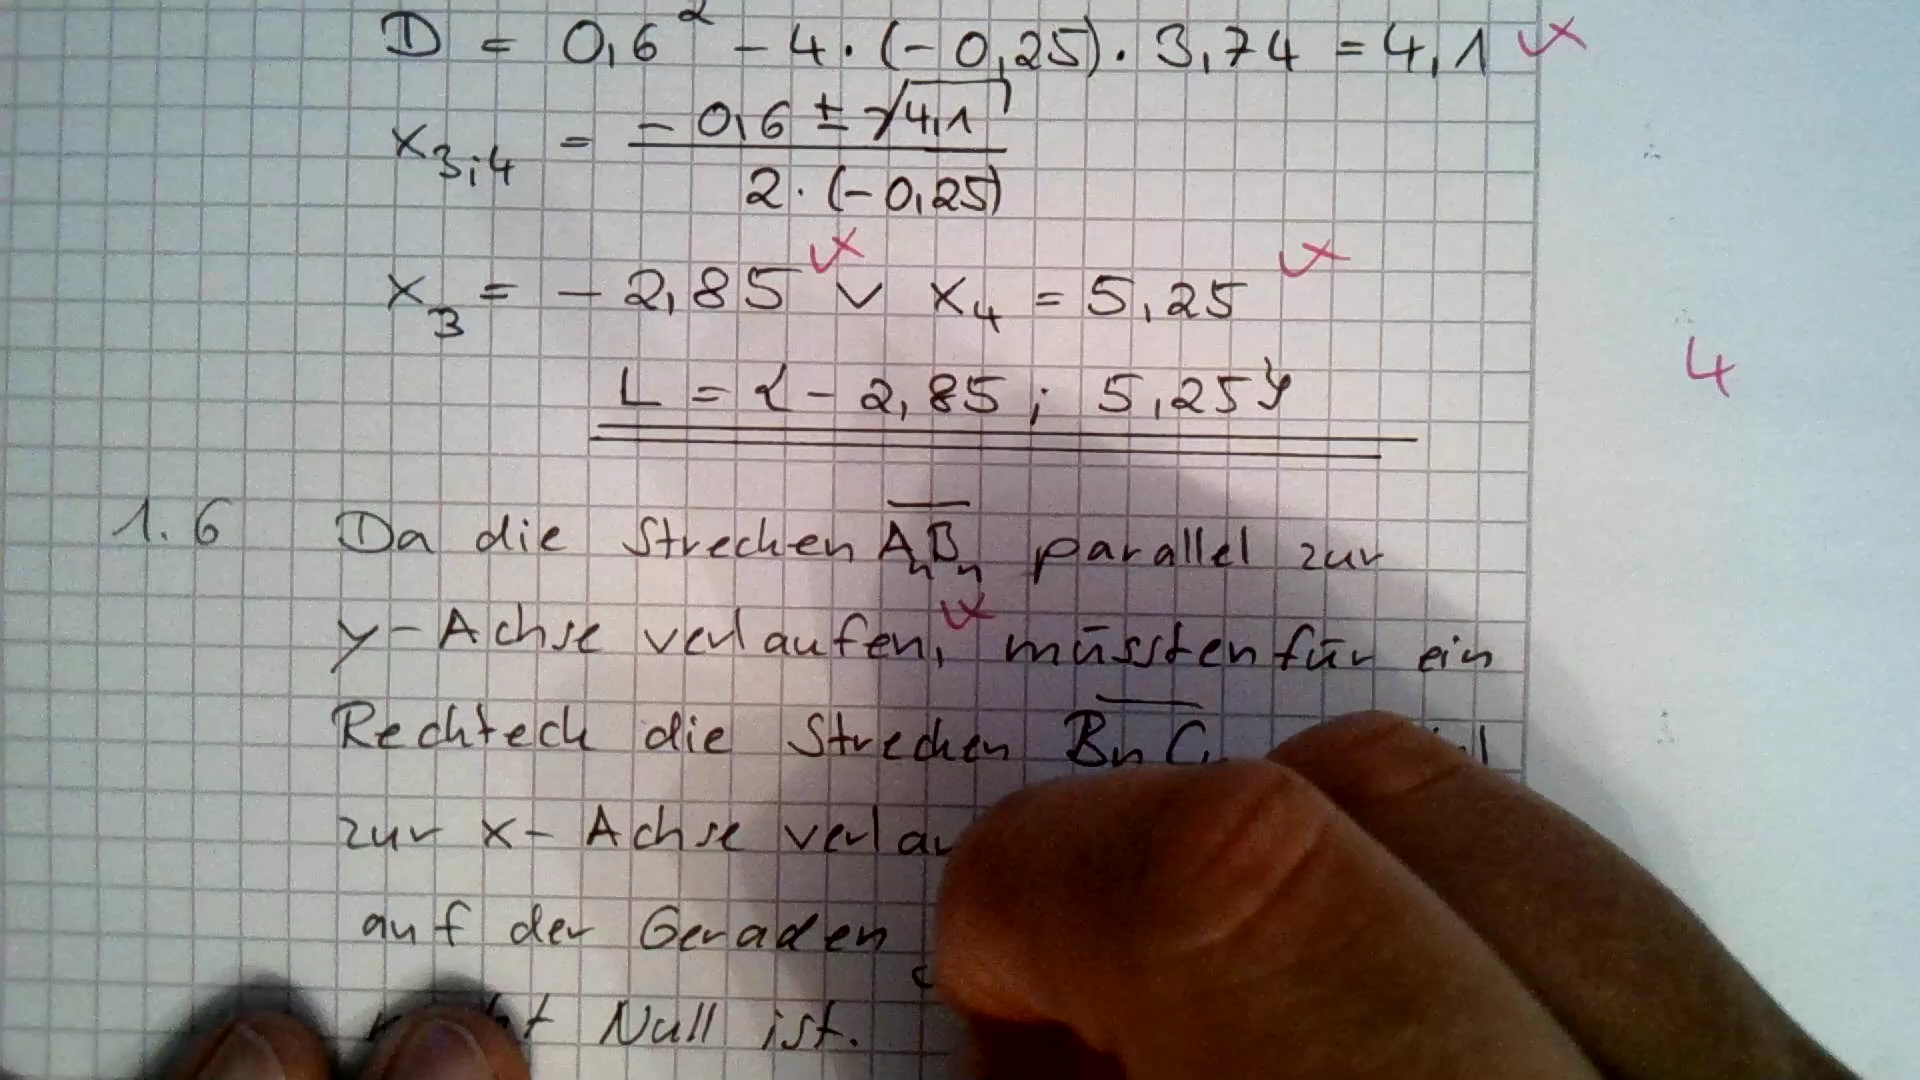 D = 0,6² - 4 · (-0,25) · 3,74 = 4,1
x₃;₄ = (-0,6 ± √4,1) / (2 · (-0,25))
x₃ = -2,85 ∨ x₄ = 5,25
4
L = {-2,85 ; 5,25}
1.6 Da die Strecken AₙBₙ parallel zur
y-Achse verlaufen, müssten für ein
Rechteck die Strecken BₙC
zur x-Achse
auf der Geraden
Null ist.